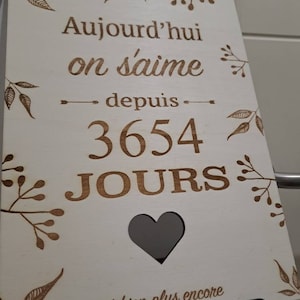 Aujourd'hui
on s'aime
depuis
3654
JOURS
plus encore